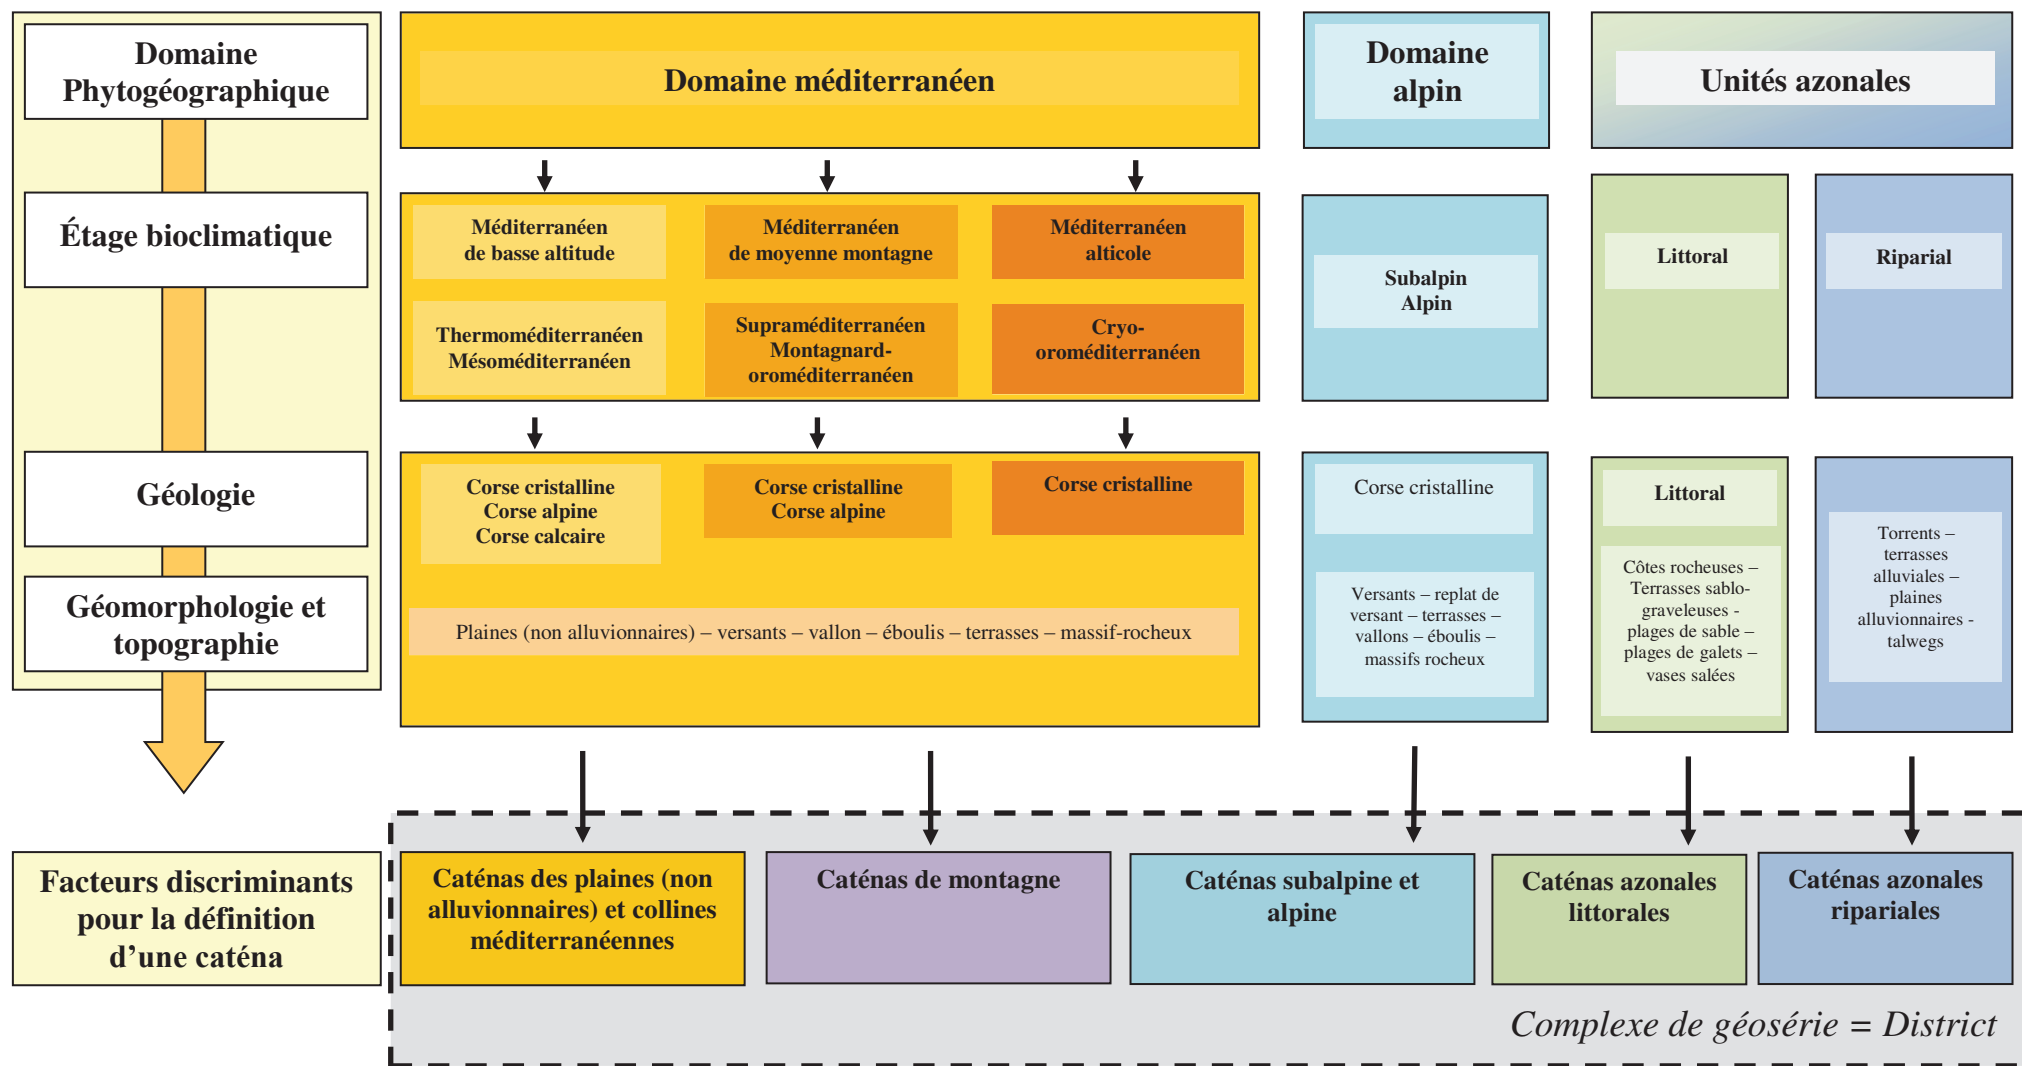 Domaine
Phytogéographique
Domaine méditerranéen
Domaine
alpin
Unités azonales
Étage bioclimatique
Méditerranéen
de basse altitude
Méditerranéen
de moyenne montagne
Méditerranéen
alticole
Thermoméditerranéen
Mésoméditerranéen
Supraméditerranéen
Montagnard-
oroméditerranéen
Cryo-
oroméditerranéen
Subalpin
Alpin
Littoral
Riparial
Géologie
Corse cristalline
Corse alpine
Corse calcaire
Corse cristalline
Corse alpine
Corse cristalline
Corse cristalline
Littoral
Géomorphologie et
topographie
Plaines (non alluvionnaires) – versants – vallon – éboulis – terrasses – massif-rocheux
Versants – replat de
versant – terrasses –
vallons – éboulis –
massifs rocheux
Côtes rocheuses –
Terrasses sablo-
graveleuses -
plages de sable –
plages de galets –
vases salées
Torrents –
terrasses
alluviales –
plaines
alluvionnaires -
talwegs
Facteurs discriminants
pour la définition
d’une caténa
Caténas des plaines (non
alluvionnaires) et collines
méditerranéennes
Caténas de montagne
Caténas subalpine et
alpine
Caténas azonales
littorales
Caténas azonales
ripariales
Complexe de géosérie = District